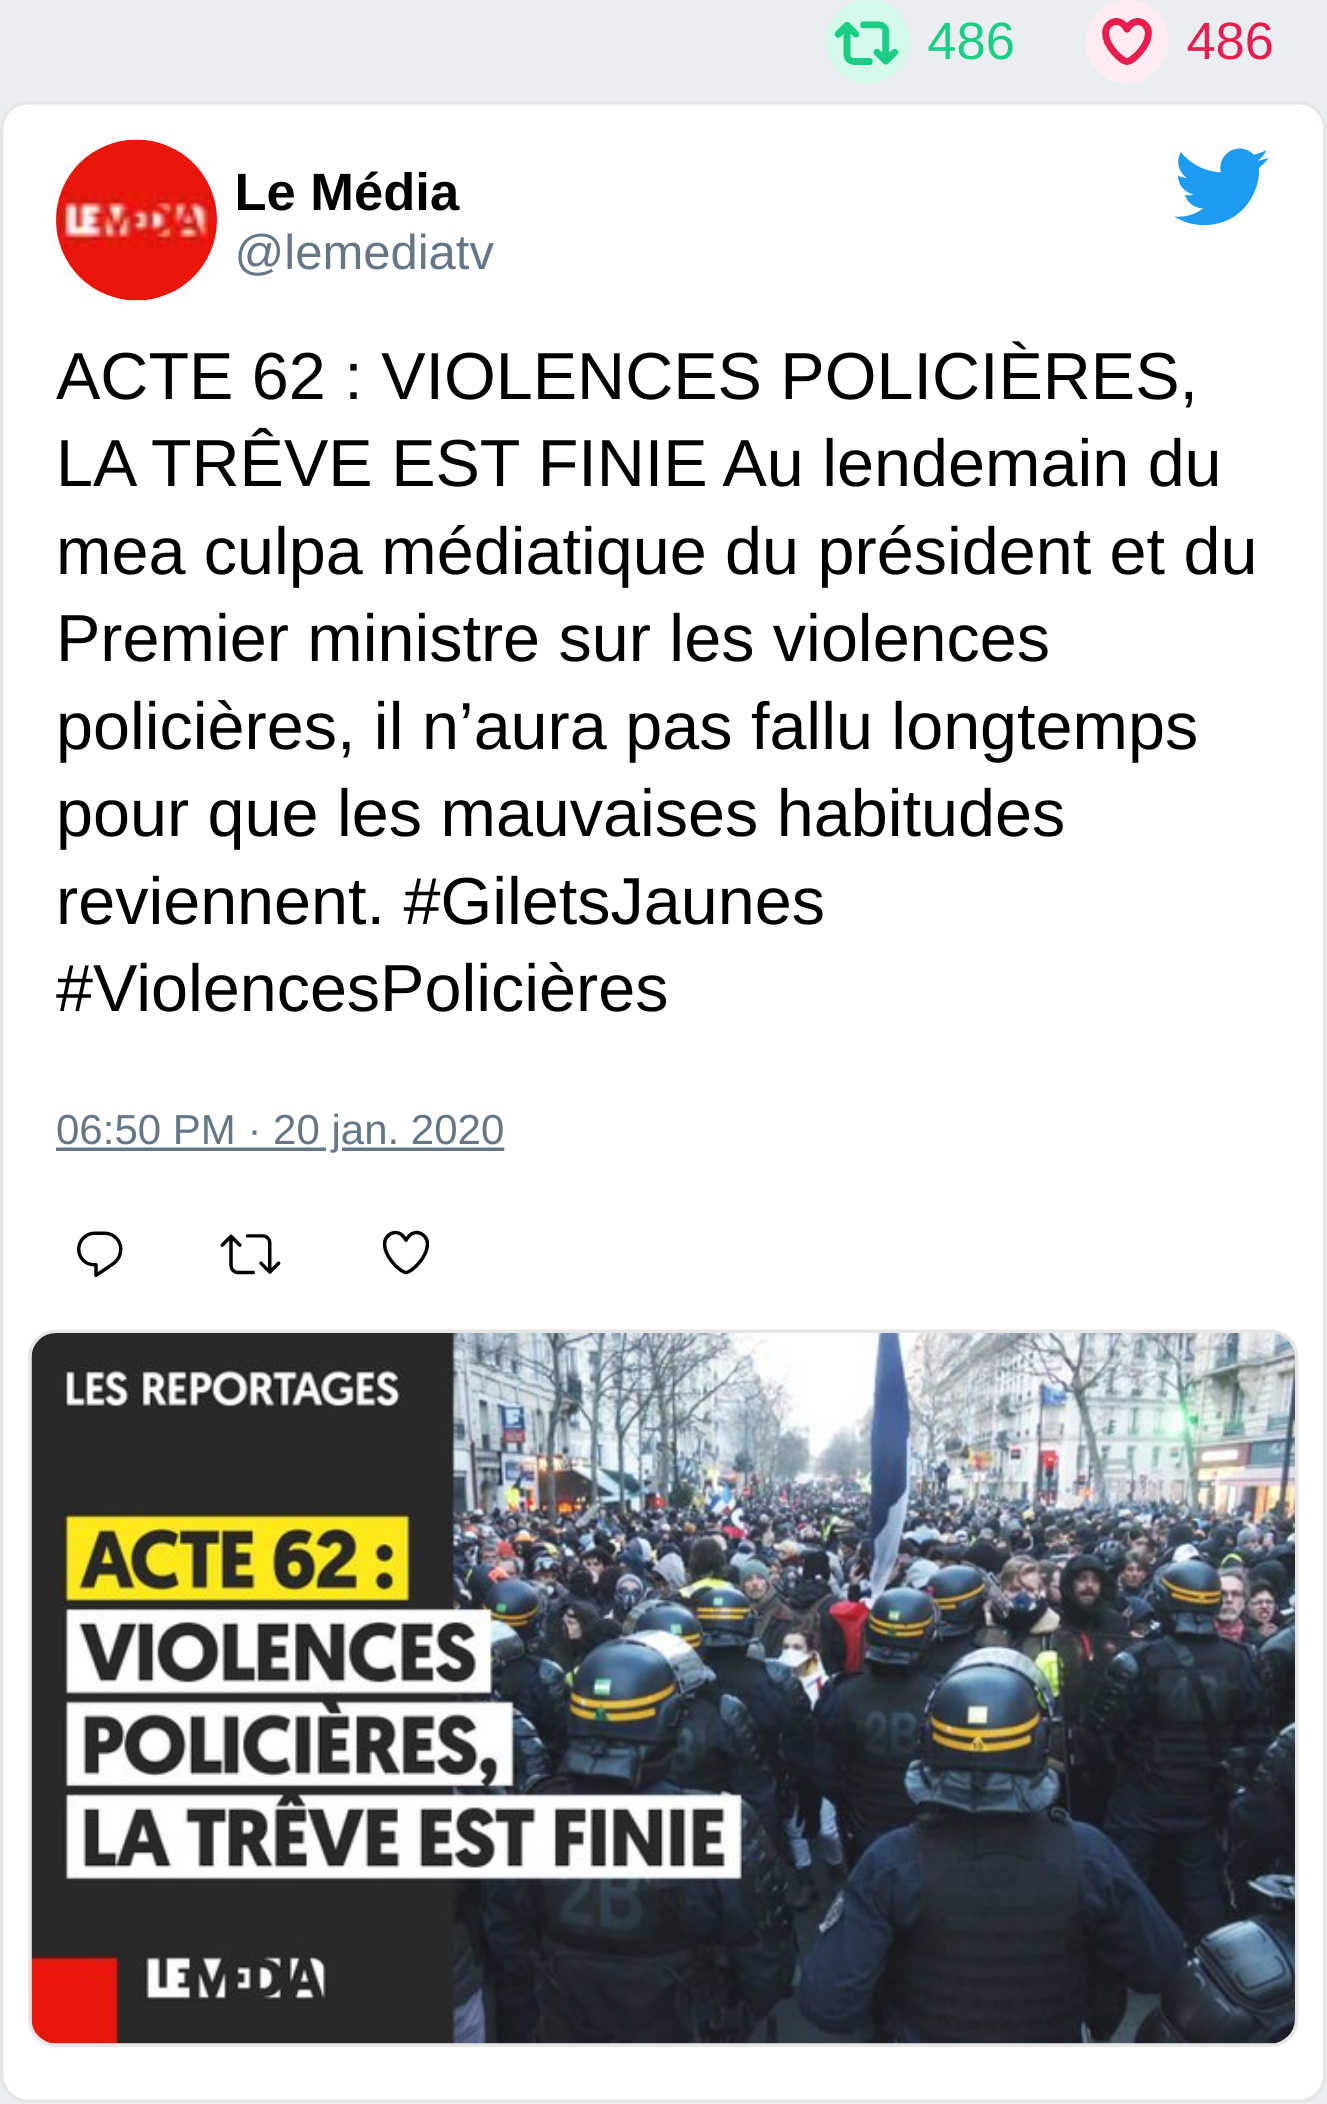 486 486
LE MEDIA
Le Média
@lemediatv
ACTE 62 : VIOLENCES POLICIÈRES,
LA TRÊVE EST FINIE Au lendemain du
mea culpa médiatique du président et du
Premier ministre sur les violences
policières, il n’aura pas fallu longtemps
pour que les mauvaises habitudes
reviennent. #GiletsJaunes
#ViolencesPolicières
06:50 PM · 20 jan. 2020
LES REPORTAGES
ACTE 62 :
VIOLENCES
POLICIÈRES,
LA TRÊVE EST FINIE
2B
2B
LE MEDIA